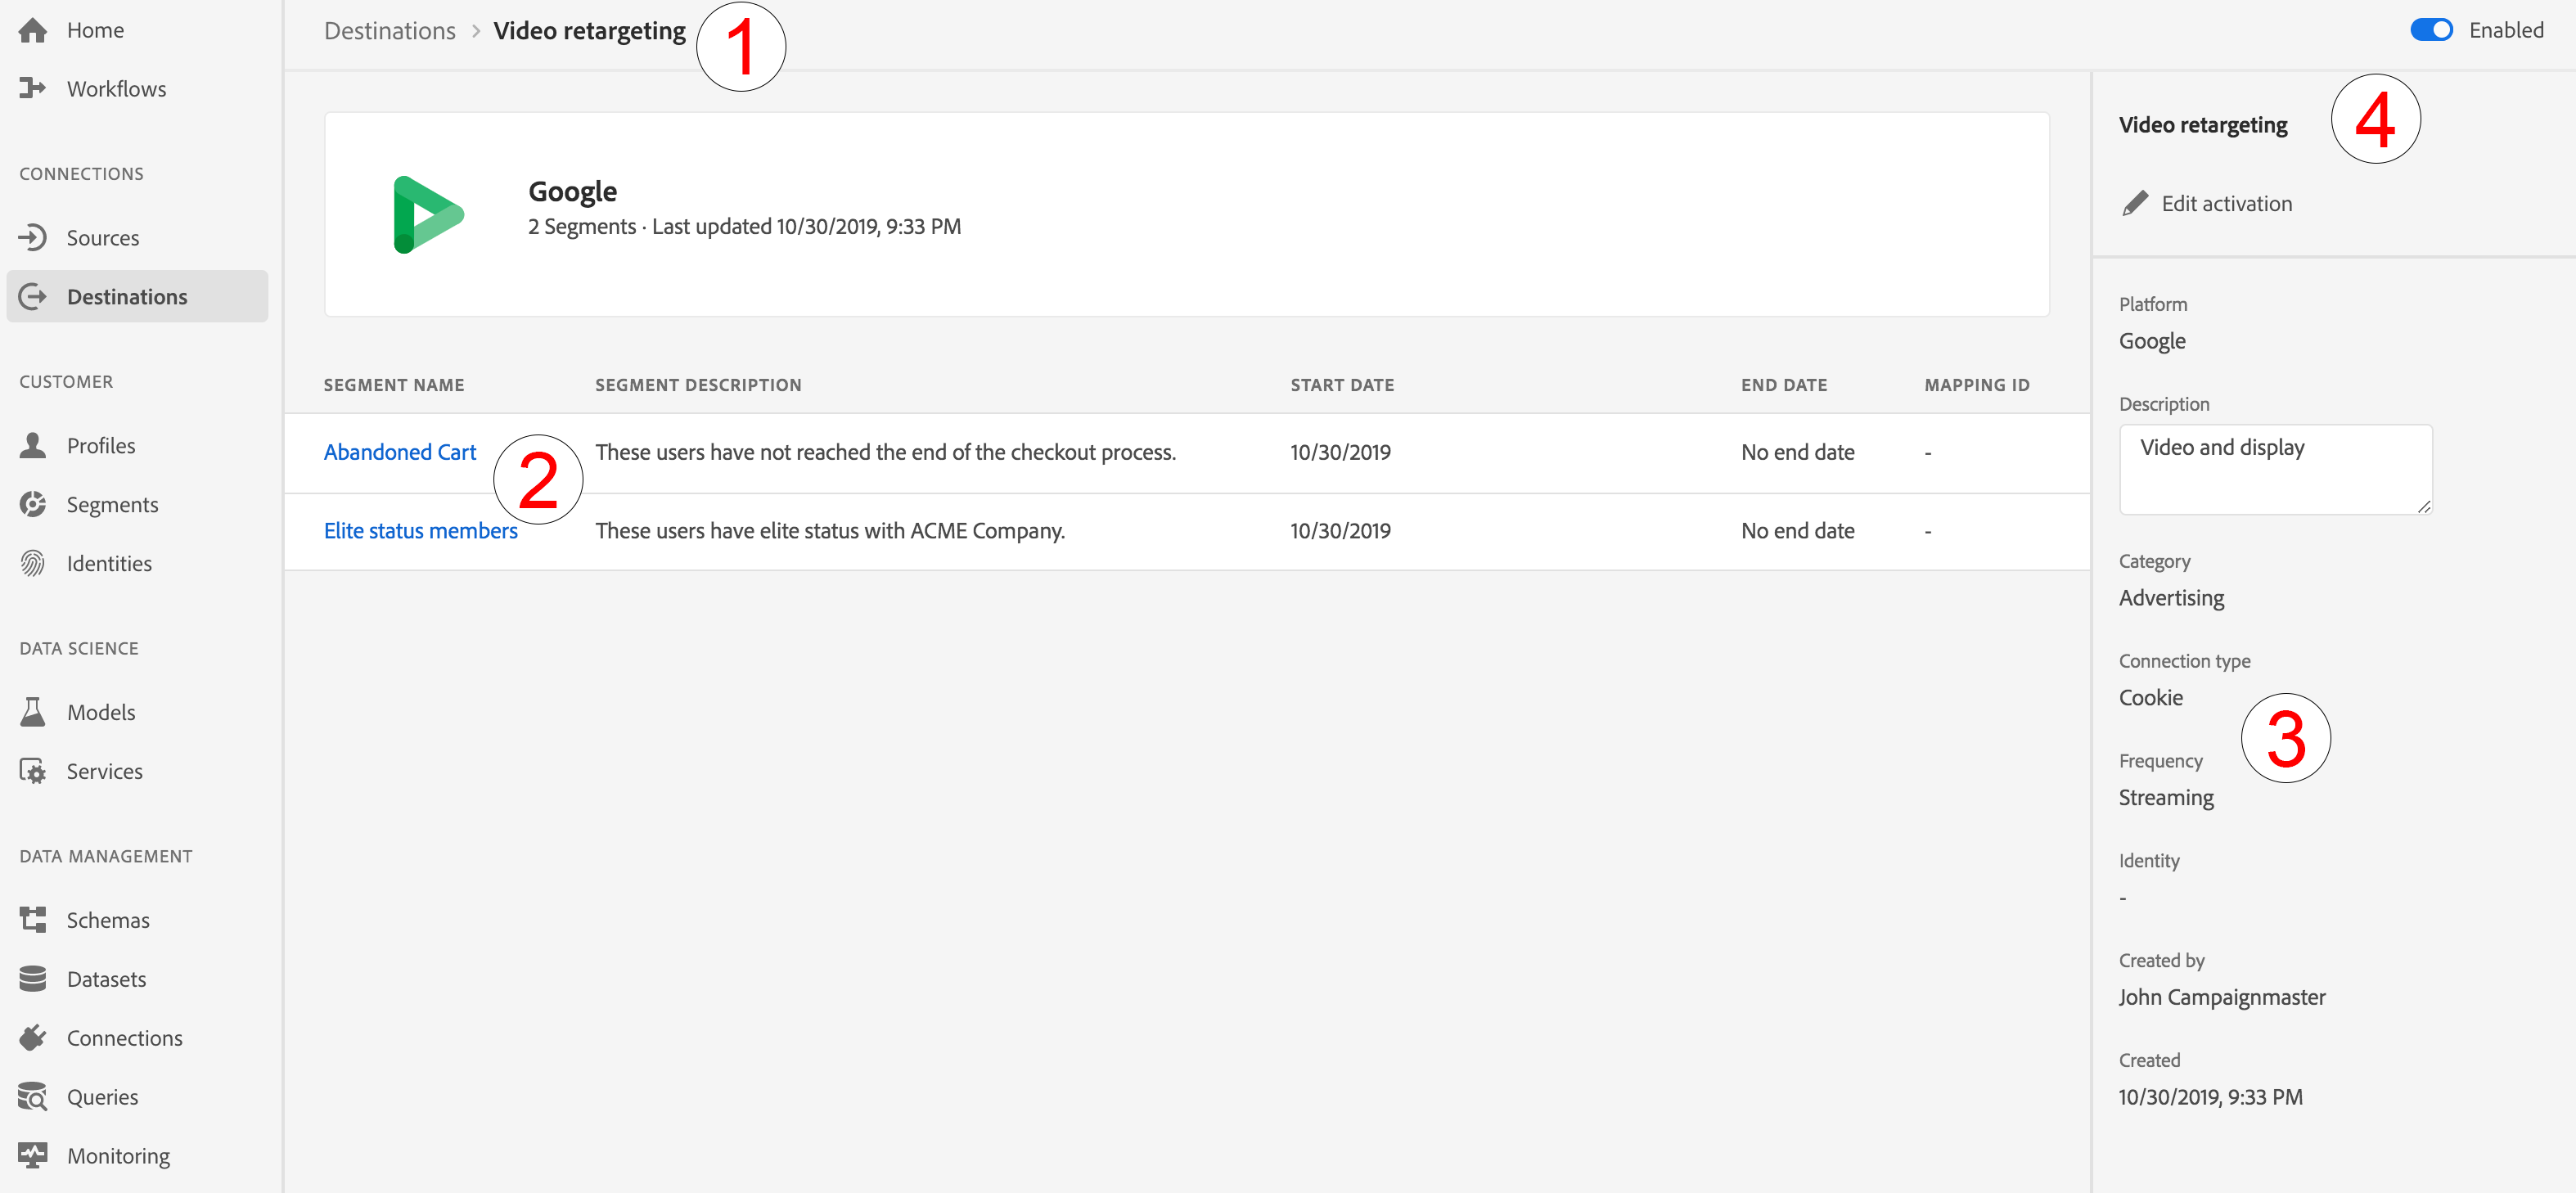 Home
Workflows
CONNECTIONS
Sources
Destinations
CUSTOMER
Profiles
Segments
Identities
DATA SCIENCE
Models
Services
DATA MANAGEMENT
Schemas
Datasets
Connections
Queries
Monitoring
Destinations > Video retargeting
1
Enabled
Google
2 Segments · Last updated 10/30/2019, 9:33 PM
SEGMENT NAME SEGMENT DESCRIPTION START DATE END DATE MAPPING ID
Abandoned Cart These users have not reached the end of the checkout process. 10/30/2019 No end date -
2
Elite status members These users have elite status with ACME Company. 10/30/2019 No end date -
Video retargeting
4
Edit activation
Platform
Google
Description
Video and display
Category
Advertising
Connection type
Cookie
3
Frequency
Streaming
Identity
-
Created by
John Campaignmaster
Created
10/30/2019, 9:33 PM